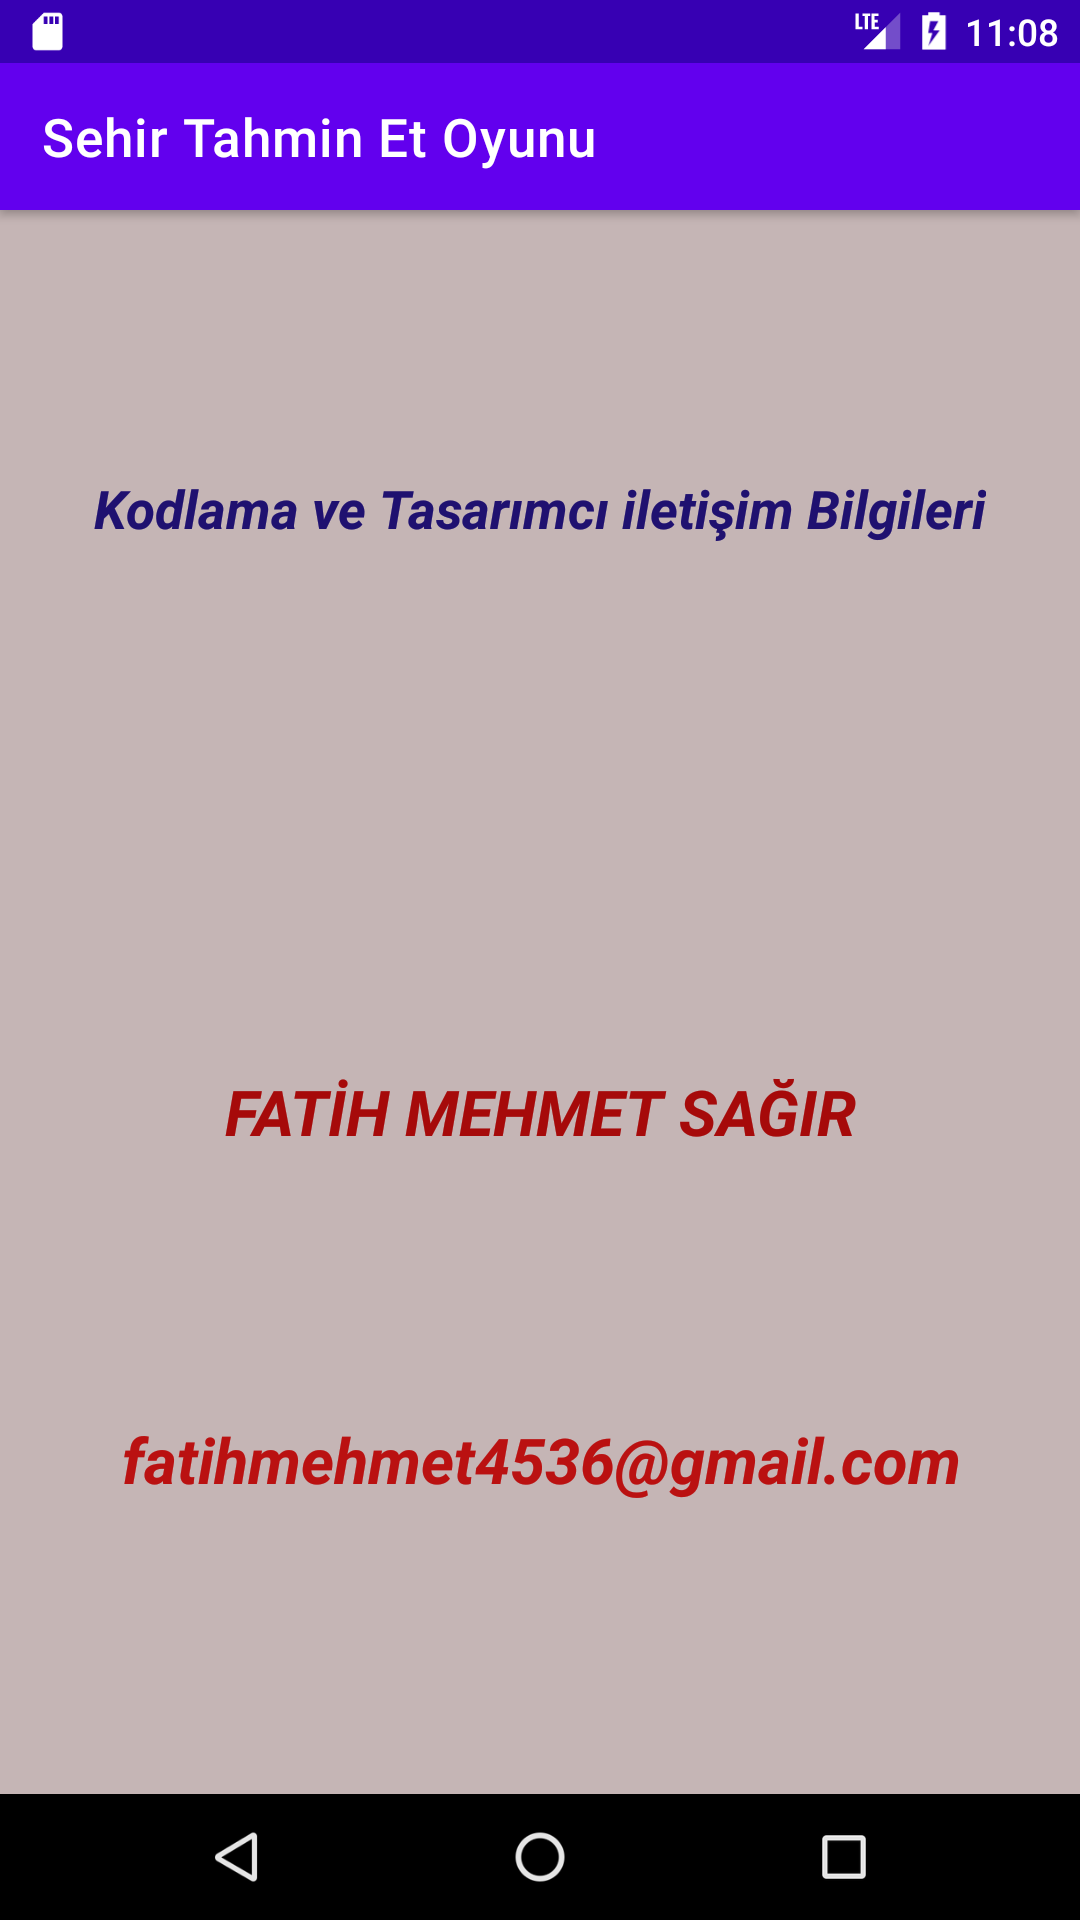 LTE 11:08
Sehir Tahmin Et Oyunu
Kodlama ve Tasarımcı iletişim Bilgileri
FATİH MEHMET SAĞIR
fatihmehmet4536@gmail.com